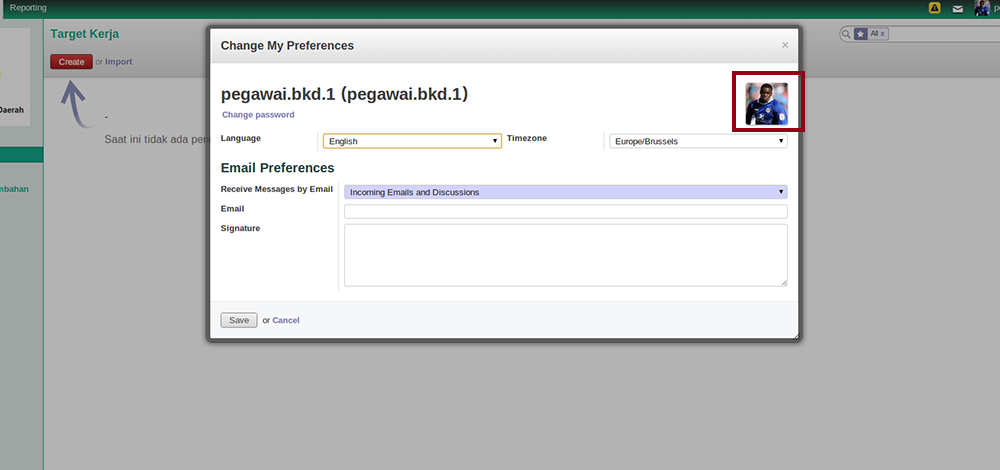 Reporting
pe
Target Kerja
All x
Create or Import
Daerah
-
Saat ini tidak ada per
mbahan
Change My Preferences
×
pegawai.bkd.1 (pegawai.bkd.1)
Change password
Language English Timezone Europe/Brussels
Email Preferences
Receive Messages by Email Incoming Emails and Discussions
Email
Signature
Save or Cancel